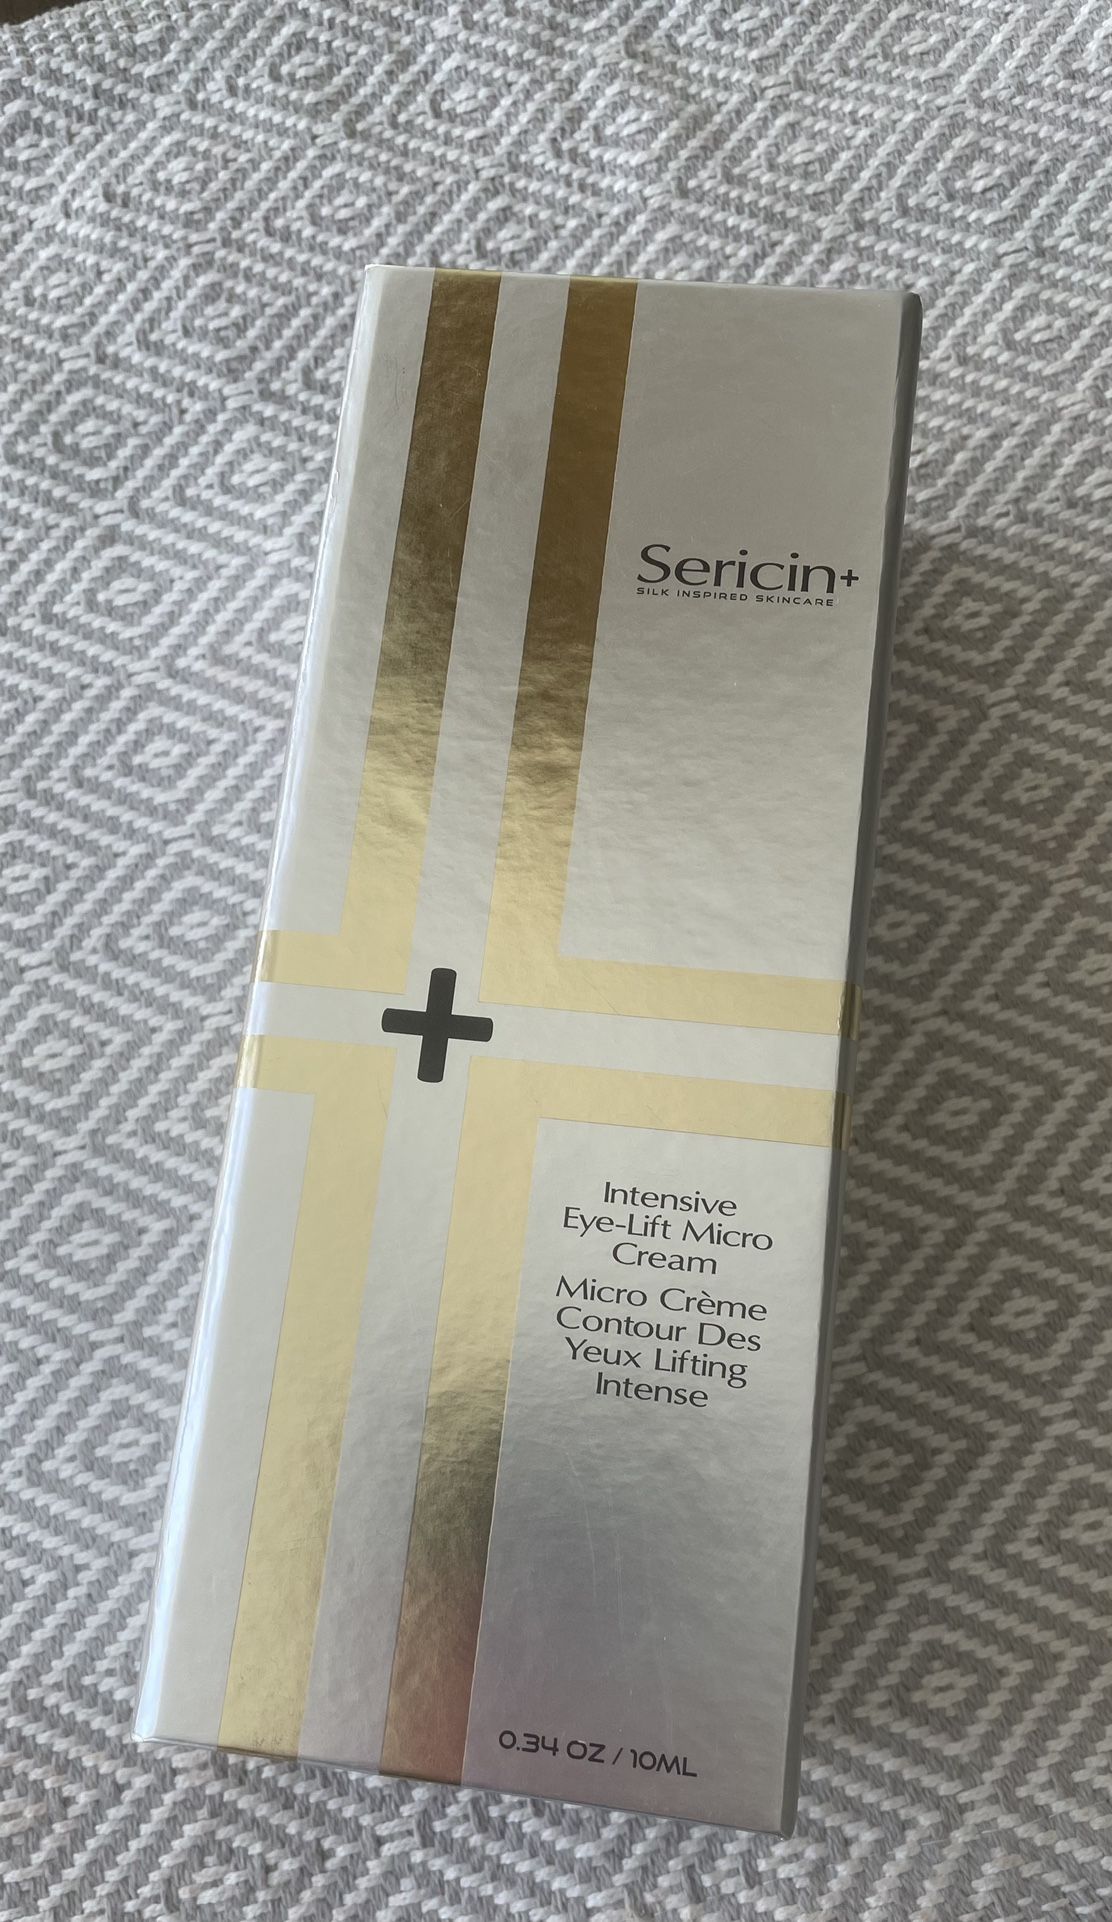 Sericin+
SILK INSPIRED SKINCARE
Intensive
Eye-Lift Micro
Cream
Micro Crème
Contour Des
Yeux Lifting
Intense
0.34 OZ / 10ML